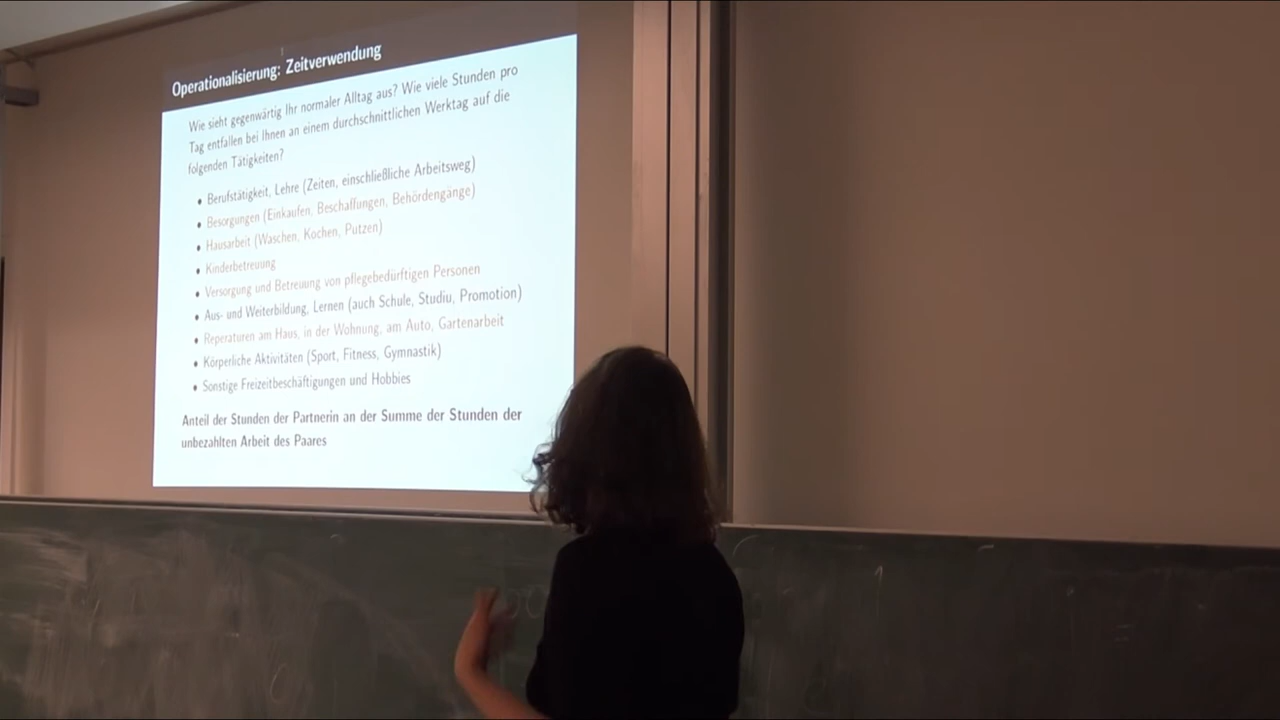 Operationalisierung: Zeitverwendung
Wie sieht gegenwärtig Ihr normaler Alltag aus? Wie viele Stunden pro
Tag entfallen bei Ihnen an einem durchschnittlichen Werktag auf die
folgenden Tätigkeiten?
• Berufstätigkeit, Lehre (Zeiten, einschließliche Arbeitsweg)
• Besorgungen (Einkaufen, Beschaffungen, Behördengänge)
• Hausarbeit (Waschen, Kochen, Putzen)
• Kinderbetreuung
• Versorgung und Betreuung von pflegebedürftigen Personen
• Aus- und Weiterbildung, Lernen (auch Schule, Studiu, Promotion)
• Reperaturen am Haus, in der Wohnung, am Auto, Gartenarbeit
• Körperliche Aktivitäten (Sport, Fitness, Gymnastik)
• Sonstige Freizeitbeschäftigungen und Hobbies
Anteil der Stunden der Partnerin an der Summe der Stunden der
unbezahlten Arbeit des Paares